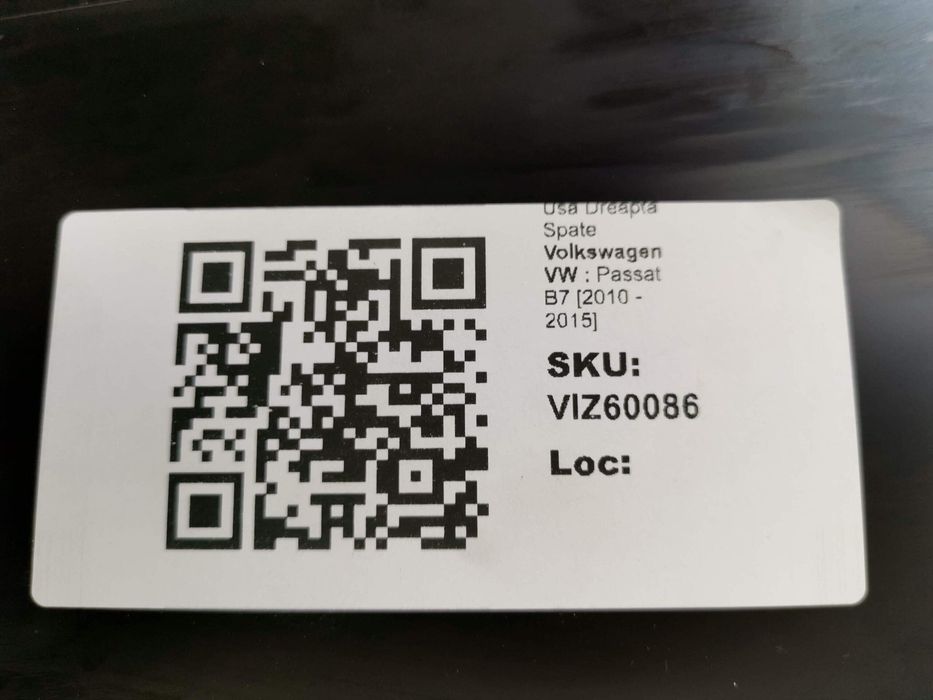 Usa Dreapta
Spate
Volkswagen
VW : Passat
B7 [2010 -
2015]
SKU:
VIZ60086
Loc: